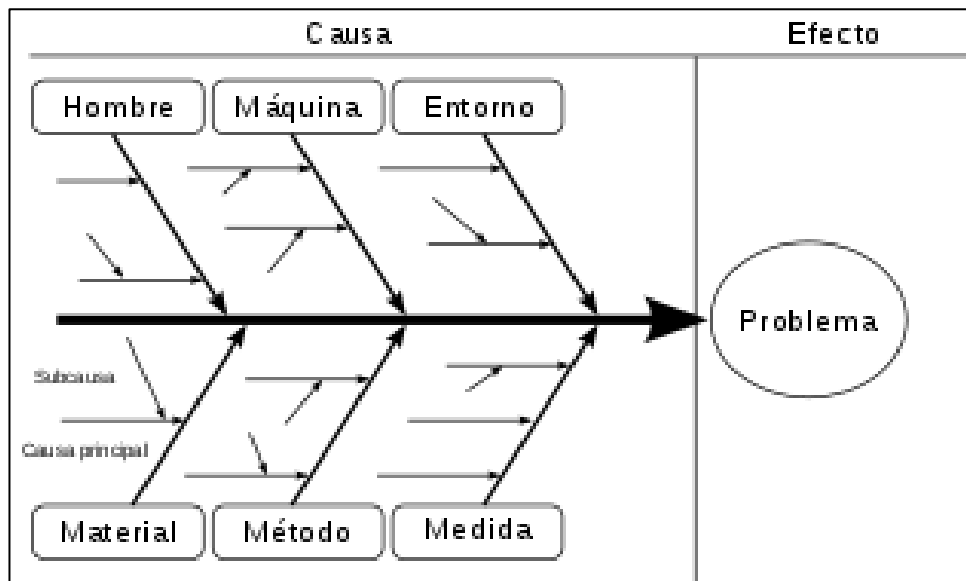 Causa
Efecto
Hombre
Máquina
Entorno
Problema
Subcausa
Causa principal
Material
Método
Medida